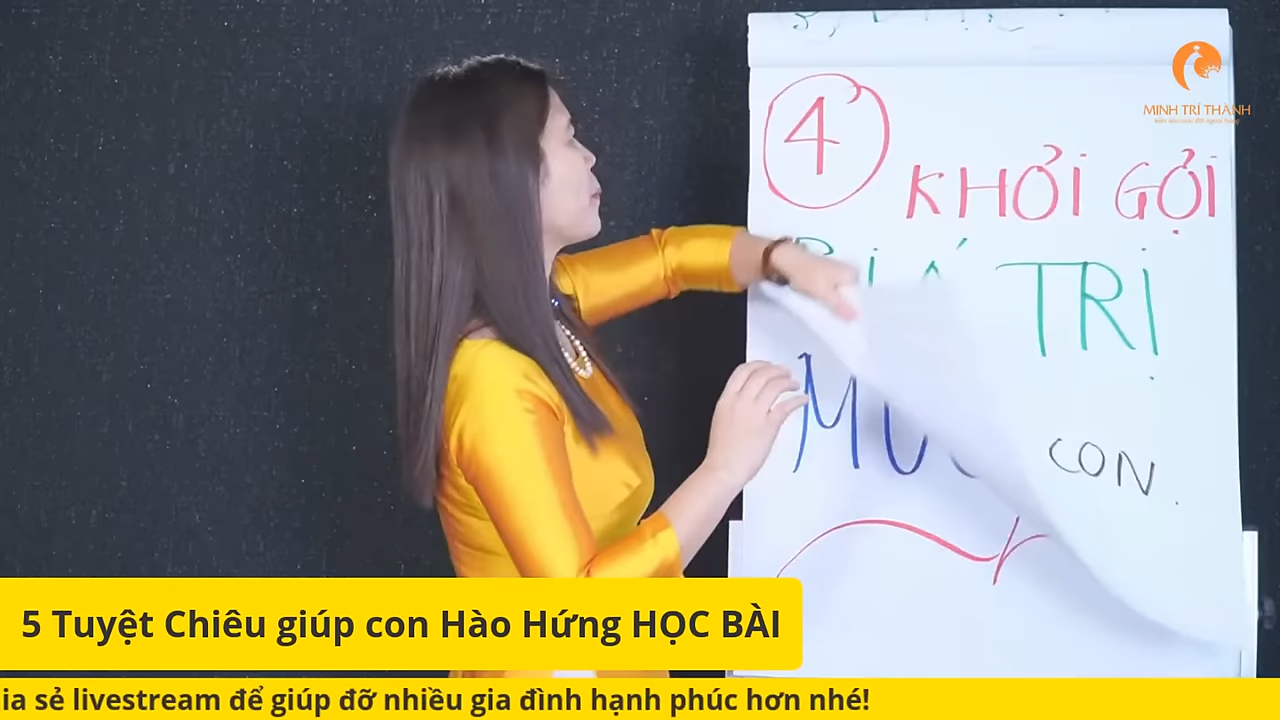 MINH TRÍ THÀNH
4
KHỞI GỢI
TRỊ
CON.
5 Tuyệt Chiêu giúp con Hào Hứng HỌC BÀI
ia sẻ livestream để giúp đỡ nhiều gia đình hạnh phúc hơn nhé!